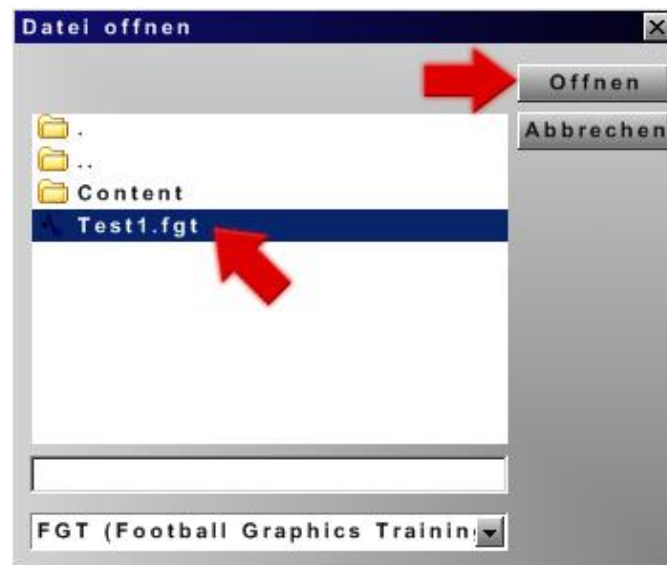 Datei offnen
Offnen
Abbrechen
.
..
Content
Test1.fgt
FGT (Football Graphics Trainin